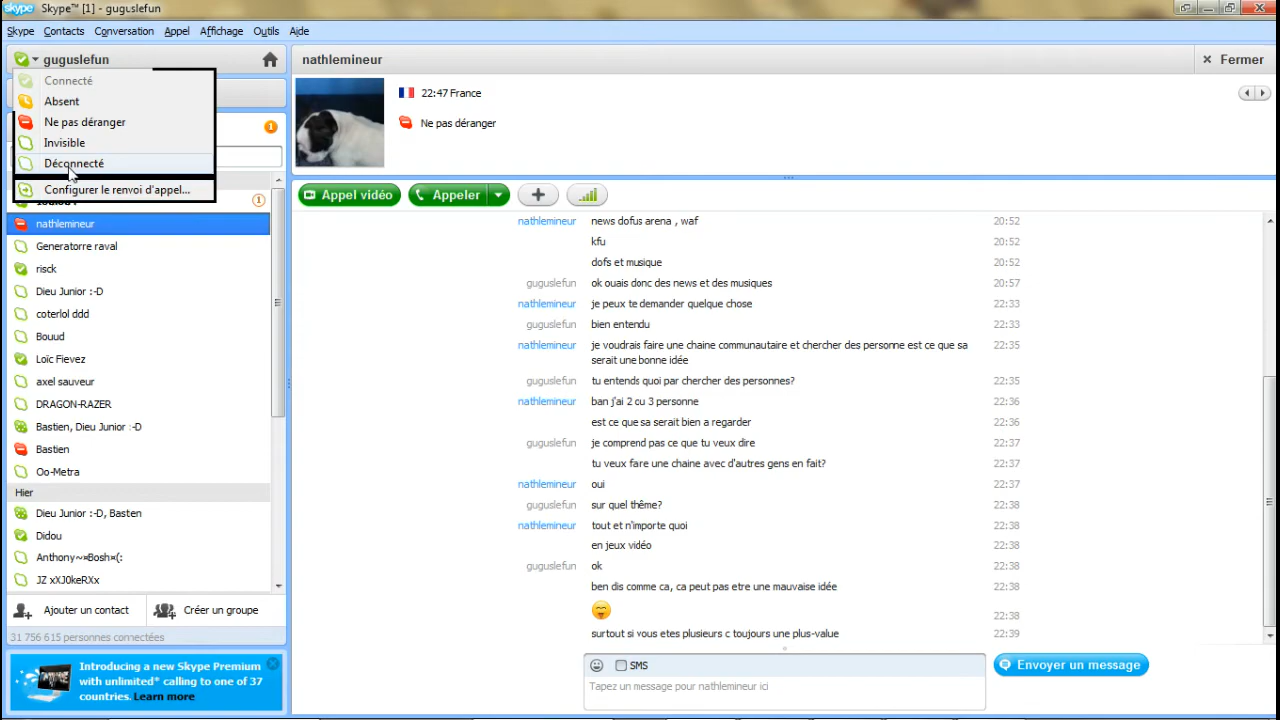 skype Skype™ [1] - guguslefun
Skype Contacts Conversation Appel Affichage Outils Aide
guguslefun
Connecté
Absent
Ne pas déranger
Invisible
Déconnecté
Configurer le renvoi d'appel...
1
1
nathlemineur
Generatorre raval
risck
Dieu Junior :-D
coterlol ddd
Bouud
Loïc Fievez
axel sauveur
DRAGON-RAZER
Bastien, Dieu Junior :-D
Bastien
Oo-Metra
Hier
Dieu Junior :-D, Basten
Didou
Anthony~»Bosh¤(:
JZ xXJ0keRXx
Ajouter un contact
Créer un groupe
31 756 615 personnes connectées
Introducing a new Skype Premium
with unlimited* calling to one of 37
countries. Learn more
nathlemineur
Fermer
22:47 France
Ne pas déranger
Appel vidéo
Appeler
nathlemineur news dofus arena , waf 20:52
kfu 20:52
dofs et musique 20:52
guguslefun ok ouais donc des news et des musiques 20:57
nathlemineur je peux te demander quelque chose 22:33
guguslefun bien entendu 22:33
nathlemineur je voudrais faire une chaine communautaire et chercher des personne est ce que sa 22:35
serait une bonne idée
guguslefun tu entends quoi par chercher des personnes? 22:35
nathlemineur ban j'ai 2 cu 3 personne 22:36
est ce que sa serait bien a regarder 22:36
guguslefun je comprend pas ce que tu veux dire 22:37
tu veux fare une chaine avec d'autres gens en fait? 22:37
nathlemineur oui 22:37
guguslefun sur quel thême? 22:38
nathlemineur tout et n'importe quoi 22:38
en jeux vidéo 22:38
guguslefun ok 22:38
ben dis comme ca, ca peut pas etre une mauvaise idée 22:38
22:38
surtout si vous etes plusieurs c toujours une plus-value 22:39
SMS
Envoyer un message
Tapez un message pour nathlemineur ici